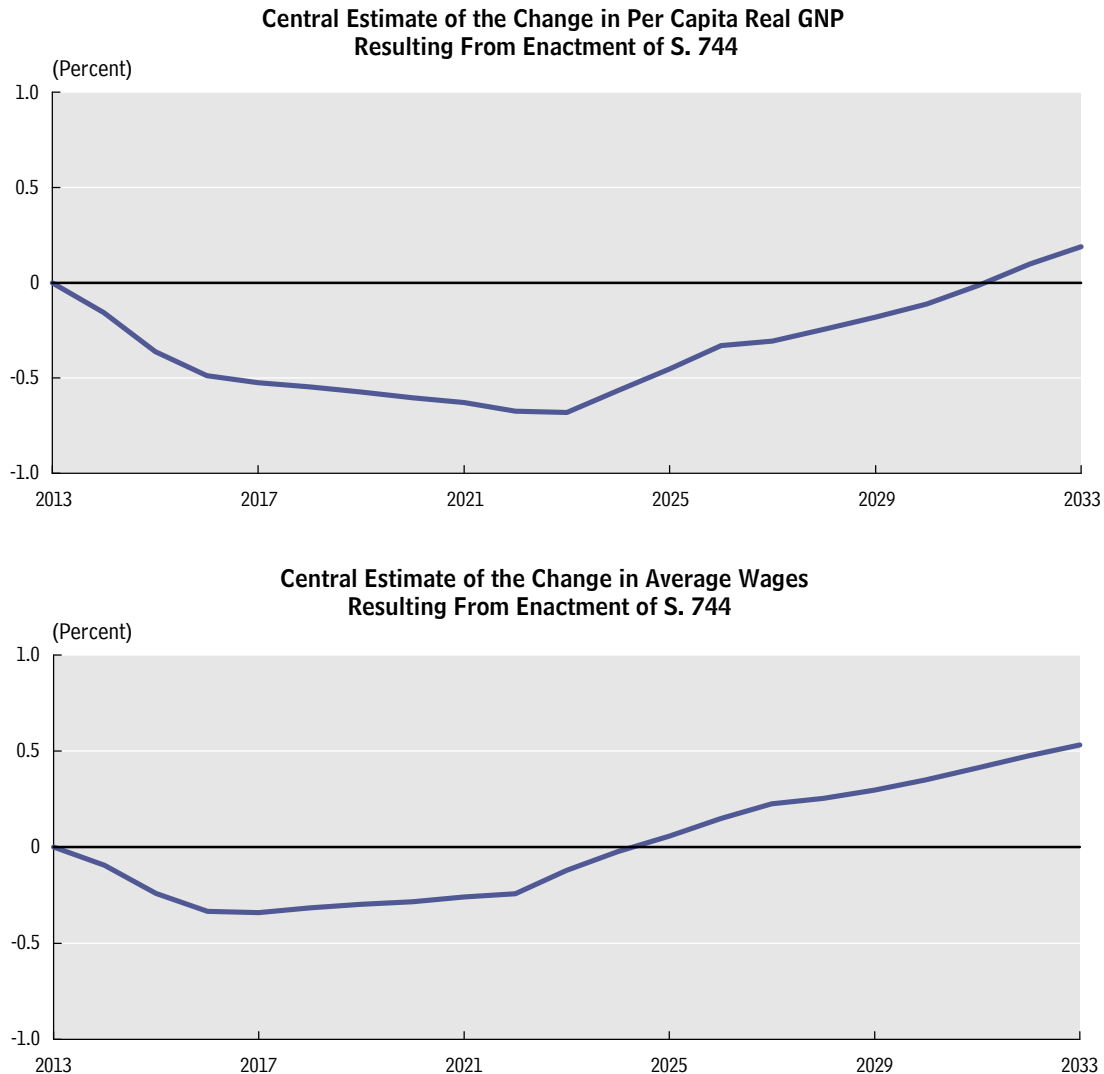 Central Estimate of the Change in Per Capita Real GNP
Resulting From Enactment of S. 744
(Percent)
1.0
0.5
0
-0.5
-1.0
2013 2017 2021 2025 2029 2033
Central Estimate of the Change in Average Wages
Resulting From Enactment of S. 744
(Percent)
1.0
0.5
0
-0.5
-1.0
2013 2017 2021 2025 2029 2033